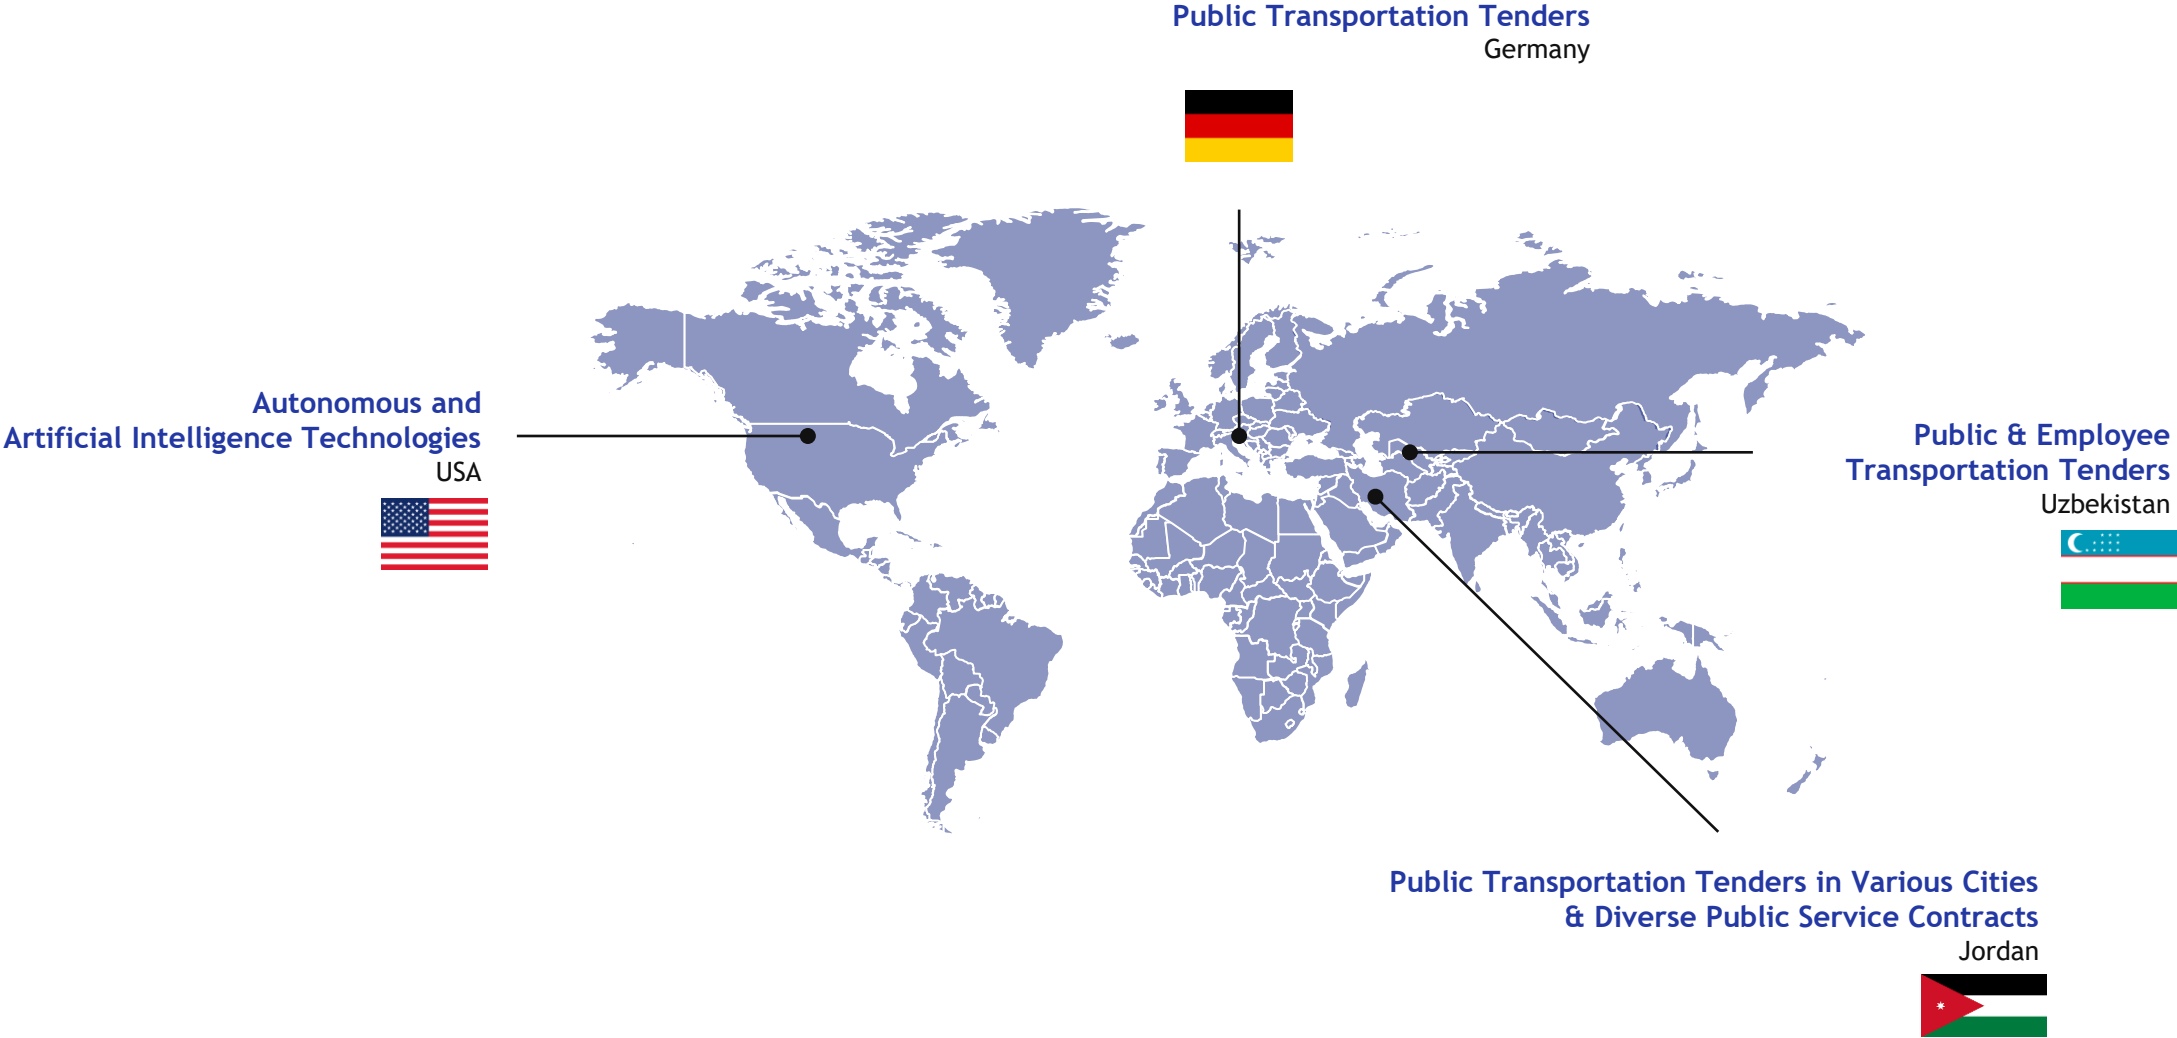 Public Transportation Tenders
Germany
Autonomous and
Artificial Intelligence Technologies
USA
Public & Employee
Transportation Tenders
Uzbekistan
Public Transportation Tenders in Various Cities
& Diverse Public Service Contracts
Jordan